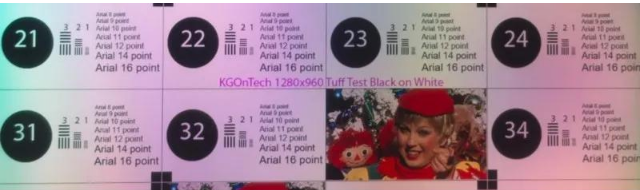 21
3 2 1
Arial 8 point
Arial 9 point
Arial 10 point
Arial 11 point
Arial 12 point
Arial 14 point
Arial 16 point
22
3 2 1
Arial 8 point
Arial 9 point
Arial 10 point
Arial 11 point
Arial 12 point
Arial 14 point
Arial 16 point
23
3 2 1
Arial 8 point
Arial 9 point
Arial 10 point
Arial 11 point
Arial 12 point
Arial 14 point
Arial 16 point
24
3 2 1
Arial 8 point
Arial 9 point
Arial 10 point
Arial 11 point
Arial 12 point
Arial 14 point
Arial 16 point
KGOnTech 1280x960 Tuff Test Black on White
31
3 2 1
Arial 8 point
Arial 9 point
Arial 10 point
Arial 11 point
Arial 12 point
Arial 14 point
Arial 16 point
32
3 2 1
Arial 8 point
Arial 9 point
Arial 10 point
Arial 11 point
Arial 12 point
Arial 14 point
Arial 16 point
34
3 2 1
Arial 8 point
Arial 9 point
Arial 10 point
Arial 11 point
Arial 12 point
Arial 14 point
Arial 16 point